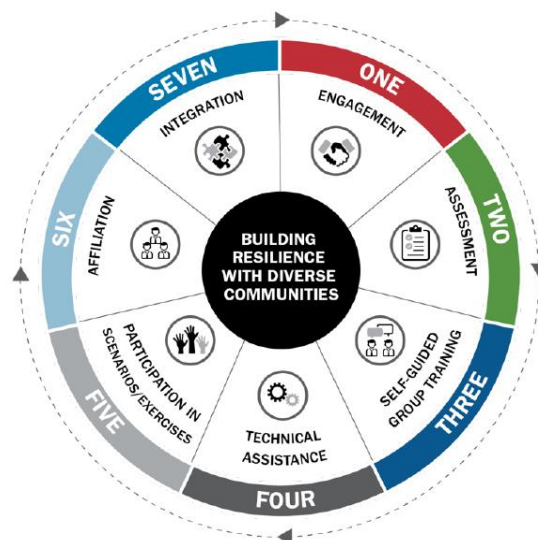 BUILDING
RESILIENCE
WITH DIVERSE
COMMUNITIES
ONE
ENGAGEMENT
TWO
ASSESSMENT
THREE
SELF-GUIDED
GROUP TRAINING
FOUR
TECHNICAL
ASSISTANCE
FIVE
PARTICIPATION IN
SCENARIOS/EXERCISES
SIX
AFFILIATION
SEVEN
INTEGRATION